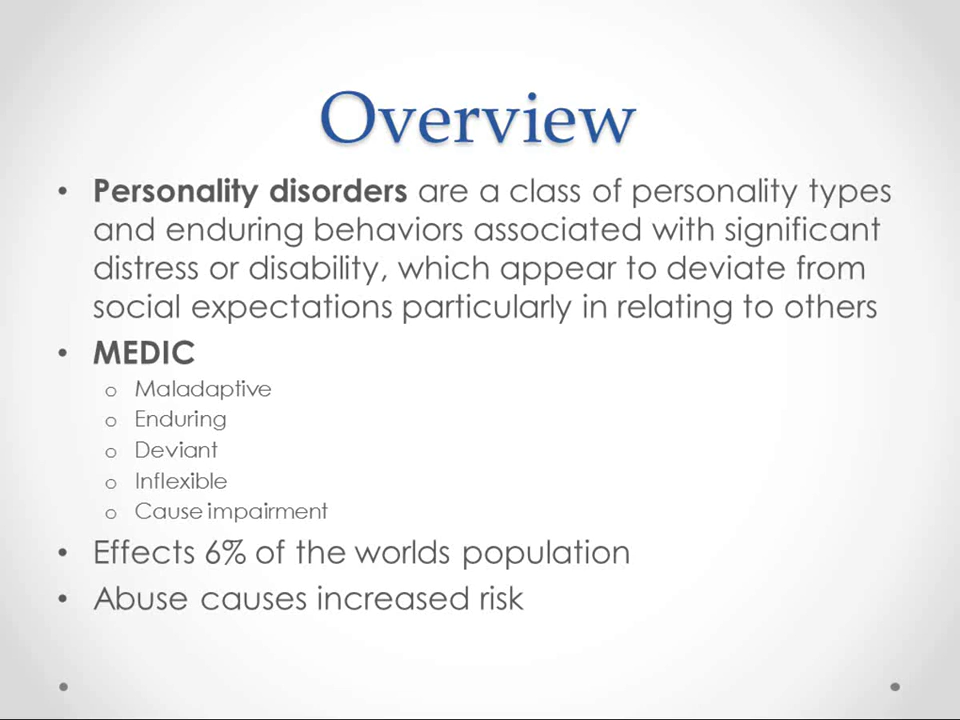 Overview
• Personality disorders are a class of personality types
and enduring behaviors associated with significant
distress or disability, which appear to deviate from
social expectations particularly in relating to others
• MEDIC
o Maladaptive
o Enduring
o Deviant
o Inflexible
o Cause impairment
• Effects 6% of the worlds population
• Abuse causes increased risk